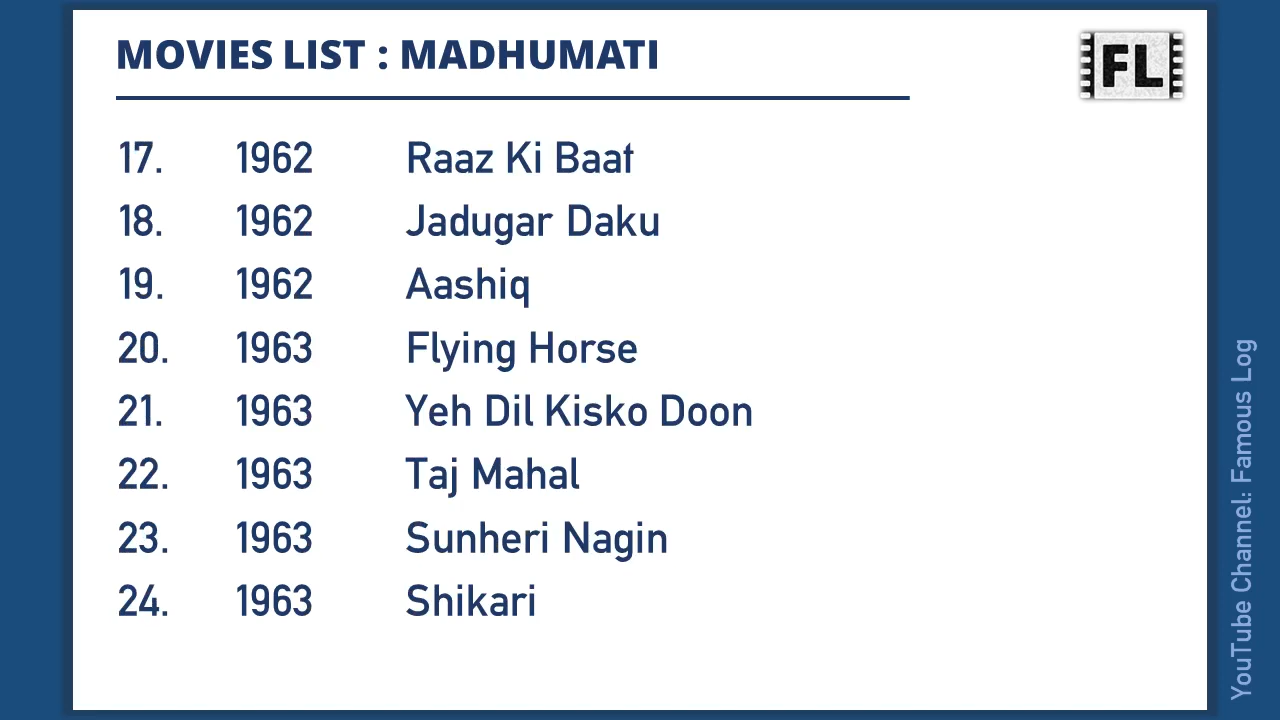 MOVIES LIST : MADHUMATI
FL
17. 1962 Raaz Ki Baat
18. 1962 Jadugar Daku
19. 1962 Aashiq
20. 1963 Flying Horse
21. 1963 Yeh Dil Kisko Doon
22. 1963 Taj Mahal
23. 1963 Sunheri Nagin
24. 1963 Shikari
YouTube Channel: Famous Log